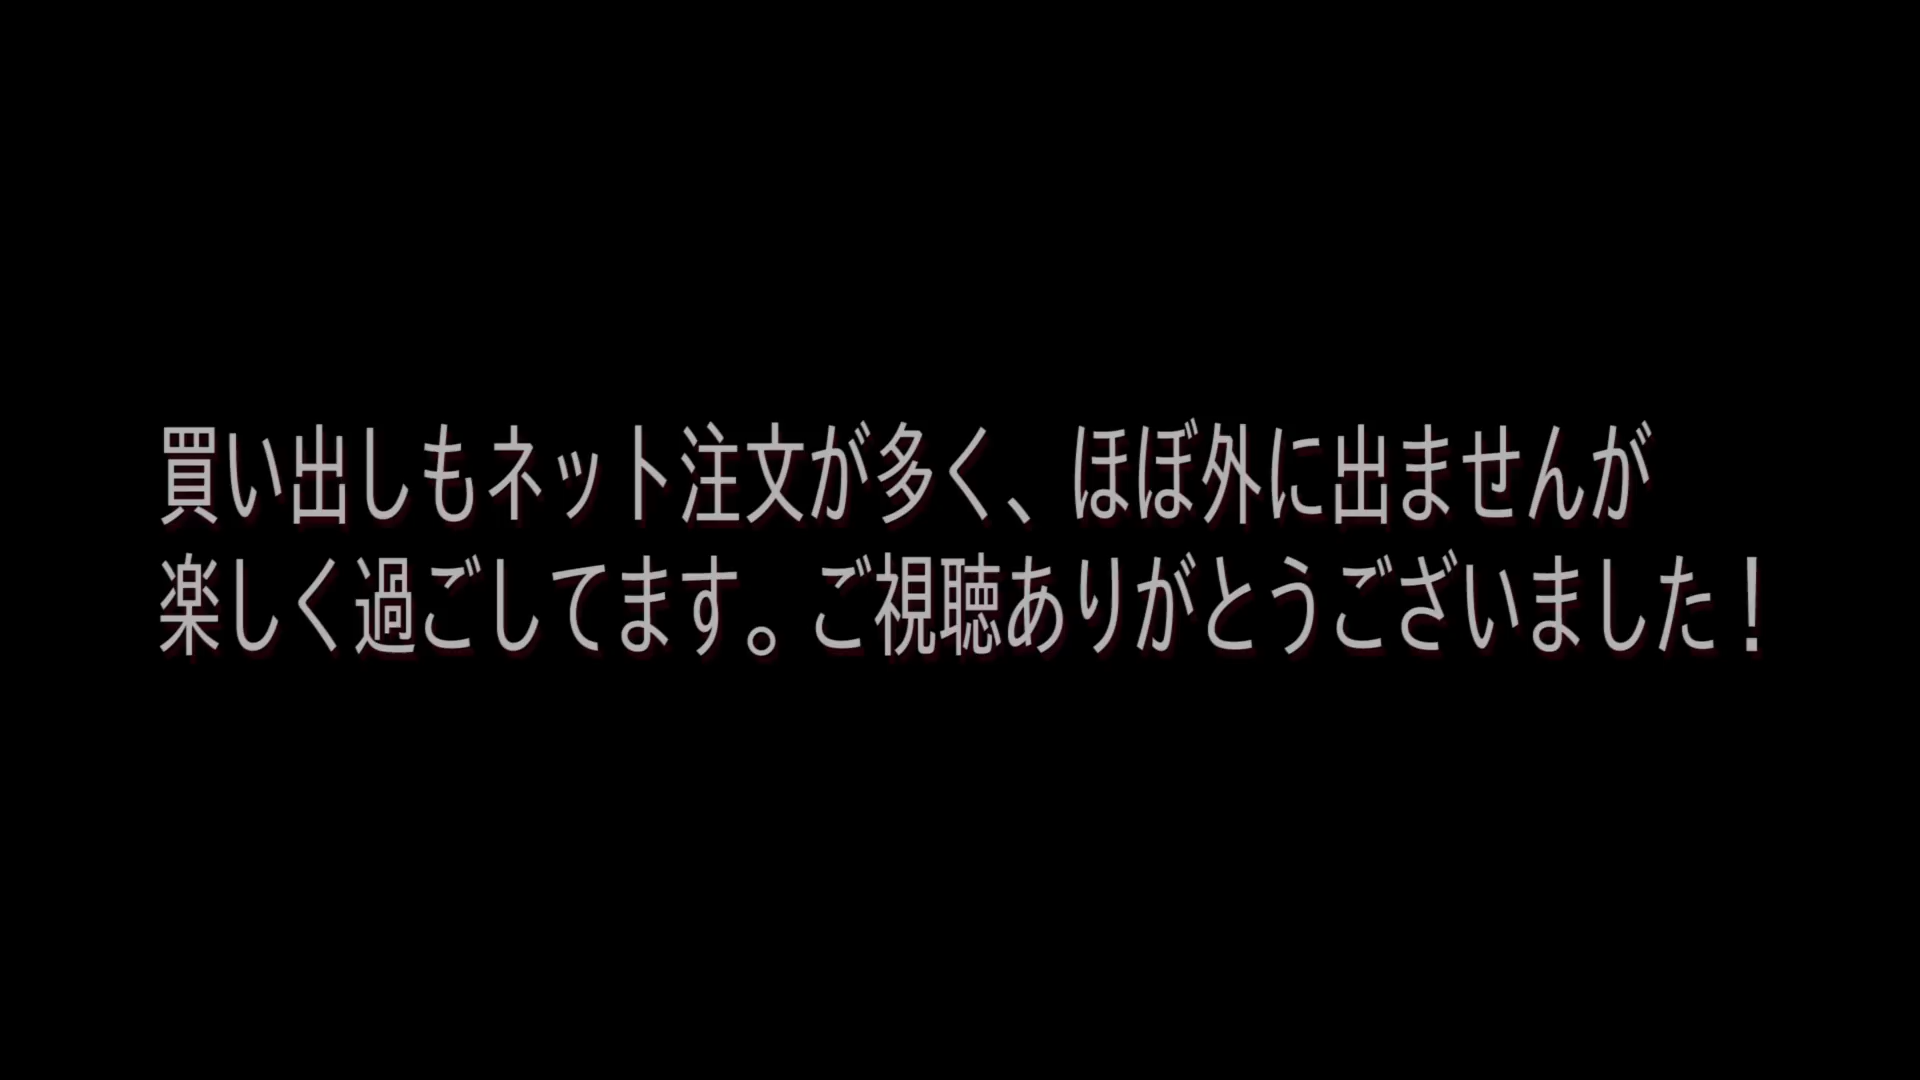 買い出しもネット注文が多く、ほぼ外に出ませんが
楽しく過ごしてます。ご視聴ありがとうございました！